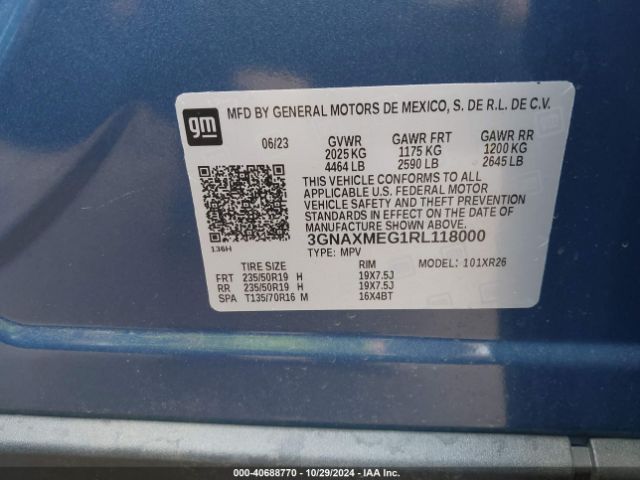 gm
MFD BY GENERAL MOTORS DE MEXICO, S. DE R.L. DE C.V.
06/23 GVWR GAWR FRT GAWR RR
2025 KG 1175 KG 1200 KG
4464 LB 2590 LB 2645 LB
THIS VEHICLE CONFORMS TO ALL
APPLICABLE U.S. FEDERAL MOTOR
VEHICLE SAFETY AND THEFT PREVENTION
STANDARDS IN EFFECT ON THE DATE OF
MANUFACTURE SHOWN ABOVE.
136H
3GNAXMEG1RL118000
TYPE: MPV MODEL: 101XR26
TIRE SIZE RIM
FRT 235/50R19 H 19X7.5J
RR 235/50R19 H 19X7.5J
SPA T135/70R16 M 16X4BT
000-40688770 - 10/29/2024 - IAA Inc.